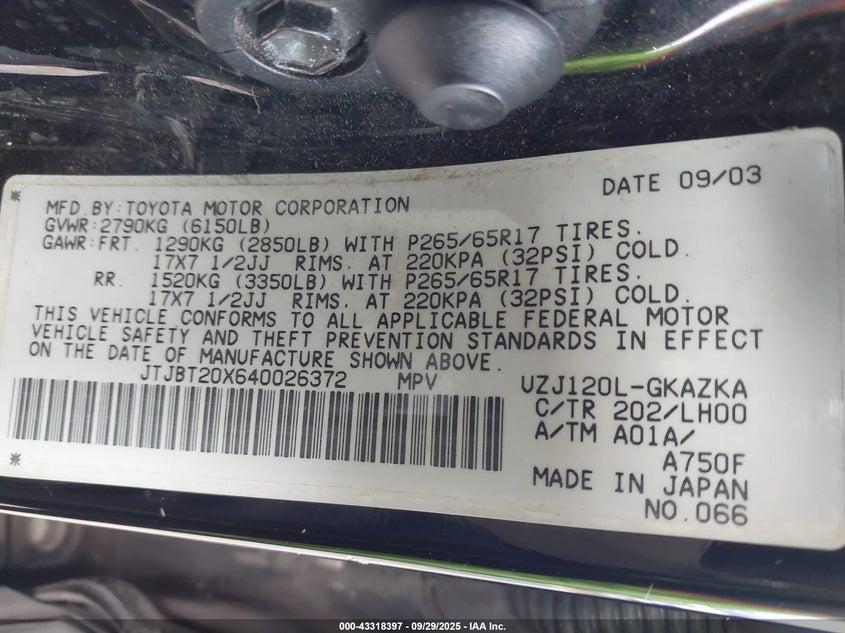 DATE 09/03
MFD.BY:TOYOTA MOTOR CORPORATION
GVWR:2790KG (6150LB)
GAWR:FRT. 1290KG (2850LB) WITH P265/65R17 TIRES.
17X7 1/2JJ RIMS. AT 220KPA (32PSI) COLD.
RR. 1520KG (3350LB) WITH P265/65R17 TIRES.
17X7 1/2JJ RIMS. AT 220KPA (32PSI) COLD.
THIS VEHICLE CONFORMS TO ALL APPLICABLE FEDERAL MOTOR
VEHICLE SAFETY AND THEFT PREVENTION STANDARDS IN EFFECT
ON THE DATE OF MANUFACTURE SHOWN ABOVE.
JTJBT20X640026372 MPV
UZJ120L-GKAZKA
C/TR 202/LH00
A/TM A01A/
A750F
MADE IN JAPAN
NO.066
000-43318397 - 09/29/2025 - IAA Inc.